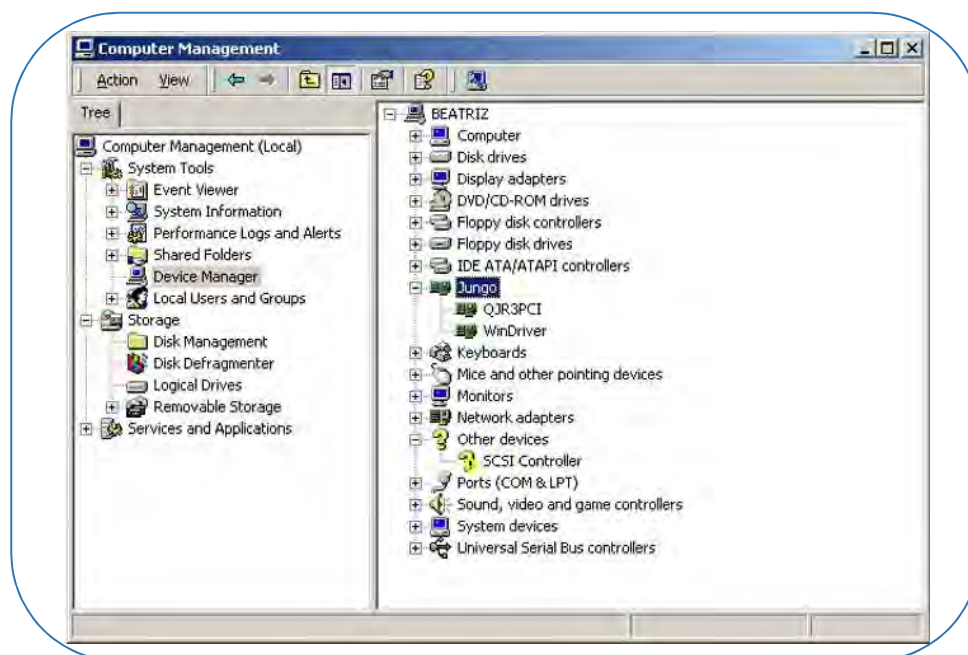 Computer Management
Action View
Tree
Computer Management (Local)
System Tools
Event Viewer
System Information
Performance Logs and Alerts
Shared Folders
Device Manager
Local Users and Groups
Storage
Disk Management
Disk Defragmenter
Logical Drives
Removable Storage
Services and Applications
BEATRIZ
Computer
Disk drives
Display adapters
DVD/CD-ROM drives
Floppy disk controllers
Floppy disk drives
IDE ATA/ATAPI controllers
Jungo
QJR3PCI
WinDriver
Keyboards
Mice and other pointing devices
Monitors
Network adapters
Other devices
SCSI Controller
Ports (COM & LPT)
Sound, video and game controllers
System devices
Universal Serial Bus controllers